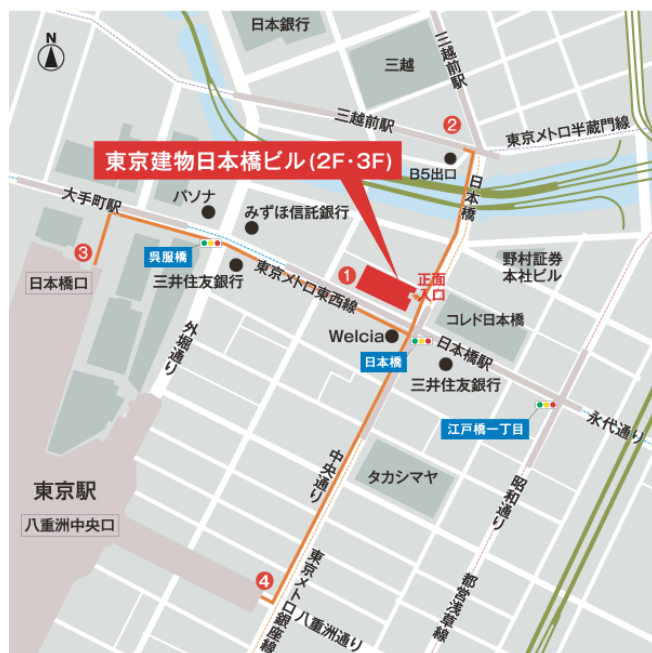 N
日本銀行
三越
三越前駅
三越前駅
2
東京メトロ半蔵門線
B5出口
日本橋
東京建物日本橋ビル(2F・3F)
大手町駅
パソナ
みずほ信託銀行
3
呉服橋
日本橋口
三井住友銀行
東京メトロ東西線
1
正面
入口
野村証券
本社ビル
コレド日本橋
Welcia
日本橋
日本橋駅
三井住友銀行
外堀通り
江戸橋一丁目
永代通り
中央通り
タカシマヤ
昭和通り
東京駅
八重洲中央口
4
東京メトロ銀座線
八重洲通り
都営浅草線